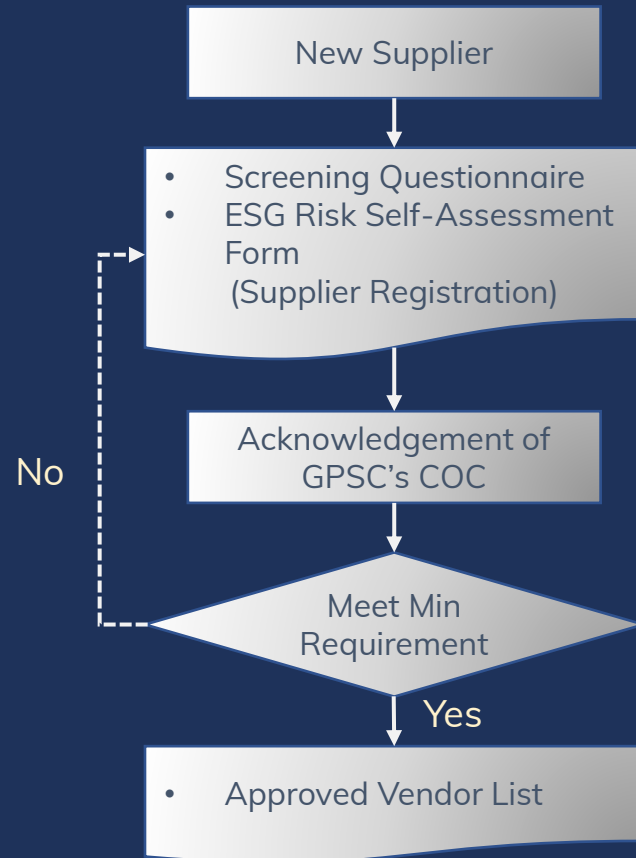 New Supplier
• Screening Questionnaire
• ESG Risk Self-Assessment
Form
(Supplier Registration)
No
Acknowledgement of
GPSC's COC
Meet Min
Requirement
Yes
• Approved Vendor List